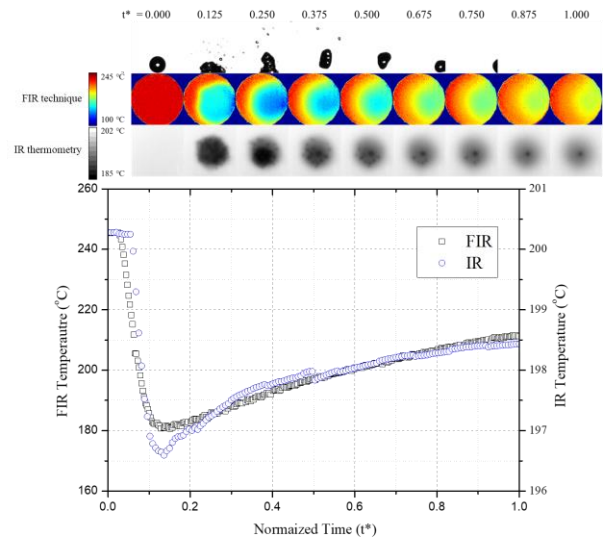 t* = 0.000 0.125 0.250 0.375 0.500 0.675 0.750 0.875 1.000
245 °C
FIR technique
100 °C
202 °C
IR thermometry
185 °C
260
240
220
200
180
160
FIR Temperautre (°C)
201
200
199
198
197
196
IR Temperature (°C)
FIR
IR
0.0 0.2 0.4 0.6 0.8 1.0
Normaized Time (t*)